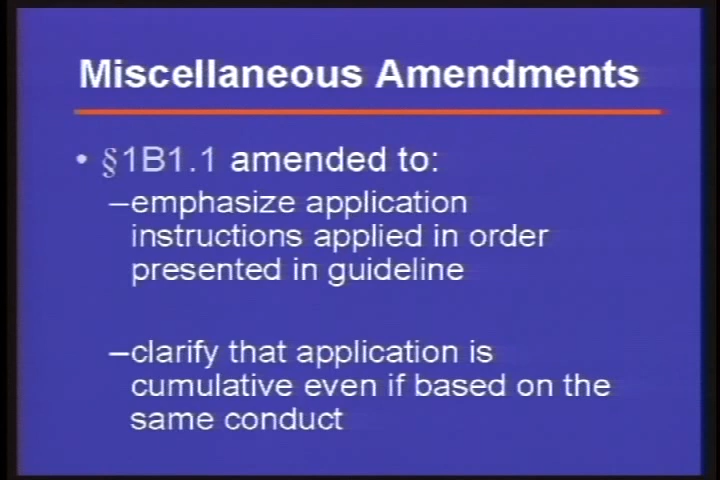 Miscellaneous Amendments
• §1B1.1 amended to:
–emphasize application
instructions applied in order
presented in guideline
–clarify that application is
cumulative even if based on the
same conduct